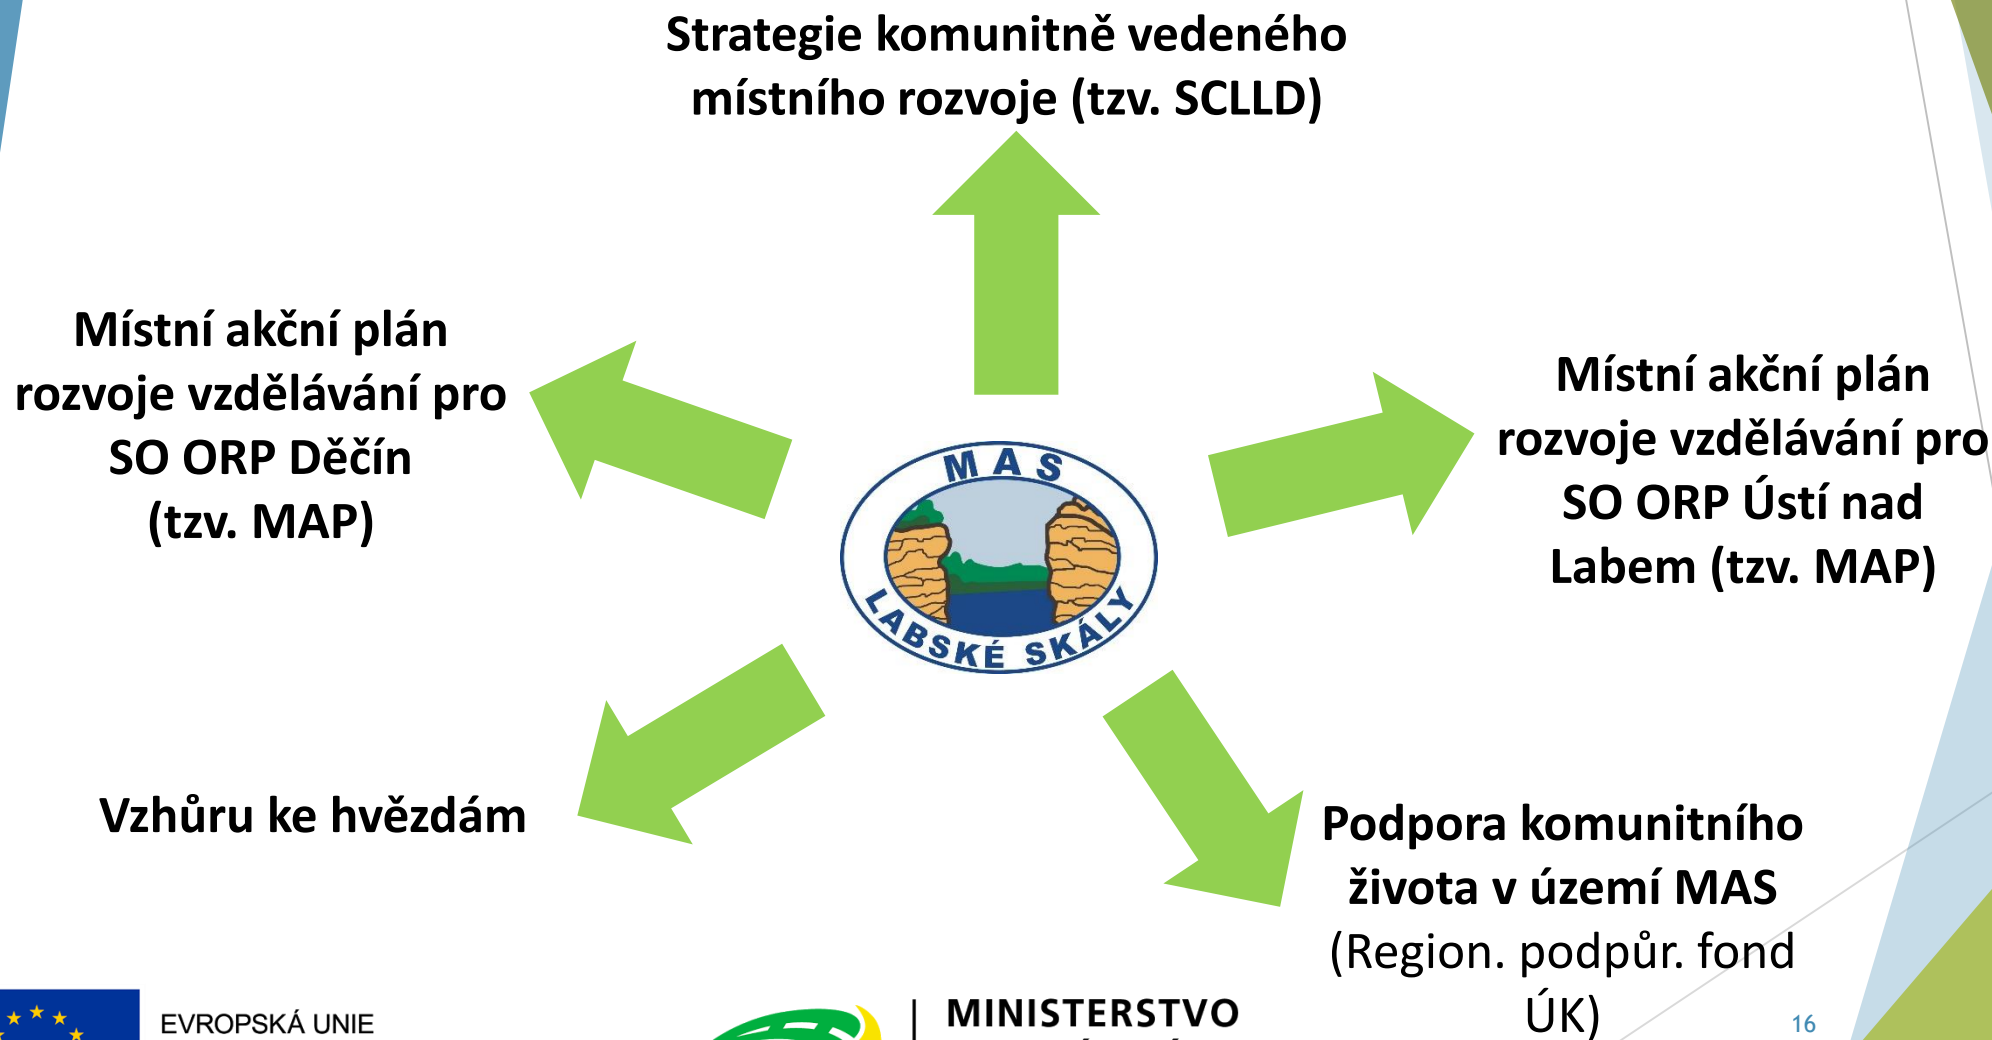 Strategie komunitně vedeného
místního rozvoje (tzv. SCLLD)
Místní akční plán
rozvoje vzdělávání pro
SO ORP Děčín
(tzv. MAP)
Místní akční plán
rozvoje vzdělávání pro
SO ORP Ústí nad
Labem (tzv. MAP)
MAS
LABSKÉ SKÁLY
Vzhůru ke hvězdám
Podpora komunitního
života v území MAS
(Region. podpůr. fond
ÚK)
EVROPSKÁ UNIE
MINISTERSTVO
16